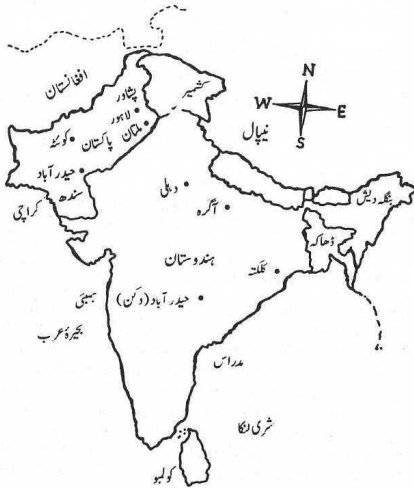 N
W
E
S
افغانستان
کشمیر
پشاور
لاہور
ملتان
پاکستان
کوئٹہ
حیدرآباد
سندھ
کراچی
نیپال
دہلی
آگرہ
بنگلہ دیش
ڈھاکہ
کلکتہ
ہندوستان
حیدرآباد (دکن)
بمبئی
بحیرۂ عرب
مدراس
شری لنکا
کولمبو